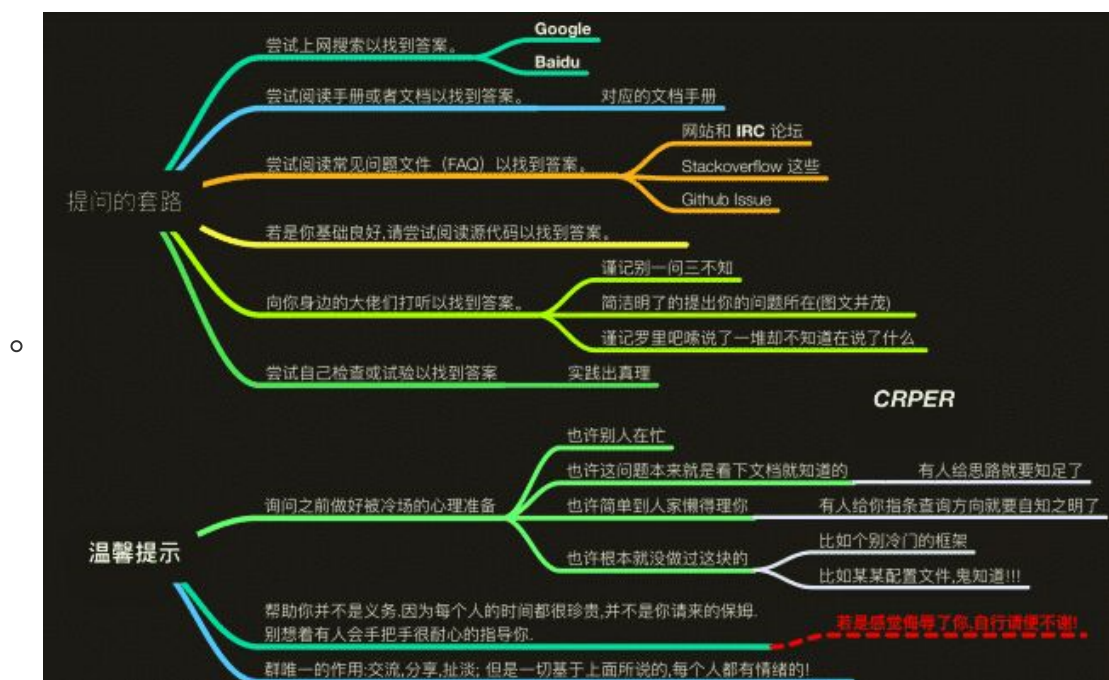 尝试上网搜索以找到答案。
Google
Baidu
尝试阅读手册或者文档以找到答案。
对应的文档手册
尝试阅读常见问题文件（FAQ）以找到答案。
网站和 IRC 论坛
Stackoverflow 这些
Github Issue
提问的套路
若是你基础良好,请尝试阅读源代码以找到答案。
向你身边的大佬们打听以找到答案。
谨记别一问三不知
简洁明了的提出你的问题所在(图文并茂)
谨记罗里吧嗦说了一堆却不知道在说了什么
尝试自己检查或试验以找到答案
实践出真理
CRPER
温馨提示
询问之前做好被冷场的心理准备
也许别人在忙
也许这问题本来就是看下文档就知道的
有人给思路就要知足了
也许简单到人家懒得理你
有人给你指条查询方向就要自知之明了
也许根本就没做过这块的
比如个别冷门的框架
比如某某配置文件,鬼知道!!!
帮助你并不是义务.因为每个人的时间都很珍贵,并不是你请来的保姆.
别想着有人会手把手很耐心的指导你.
若是感觉侮辱了你,自行请便不谢!
群唯一的作用:交流,分享,扯淡; 但是一切基于上面所说的,每个人都有情绪的!